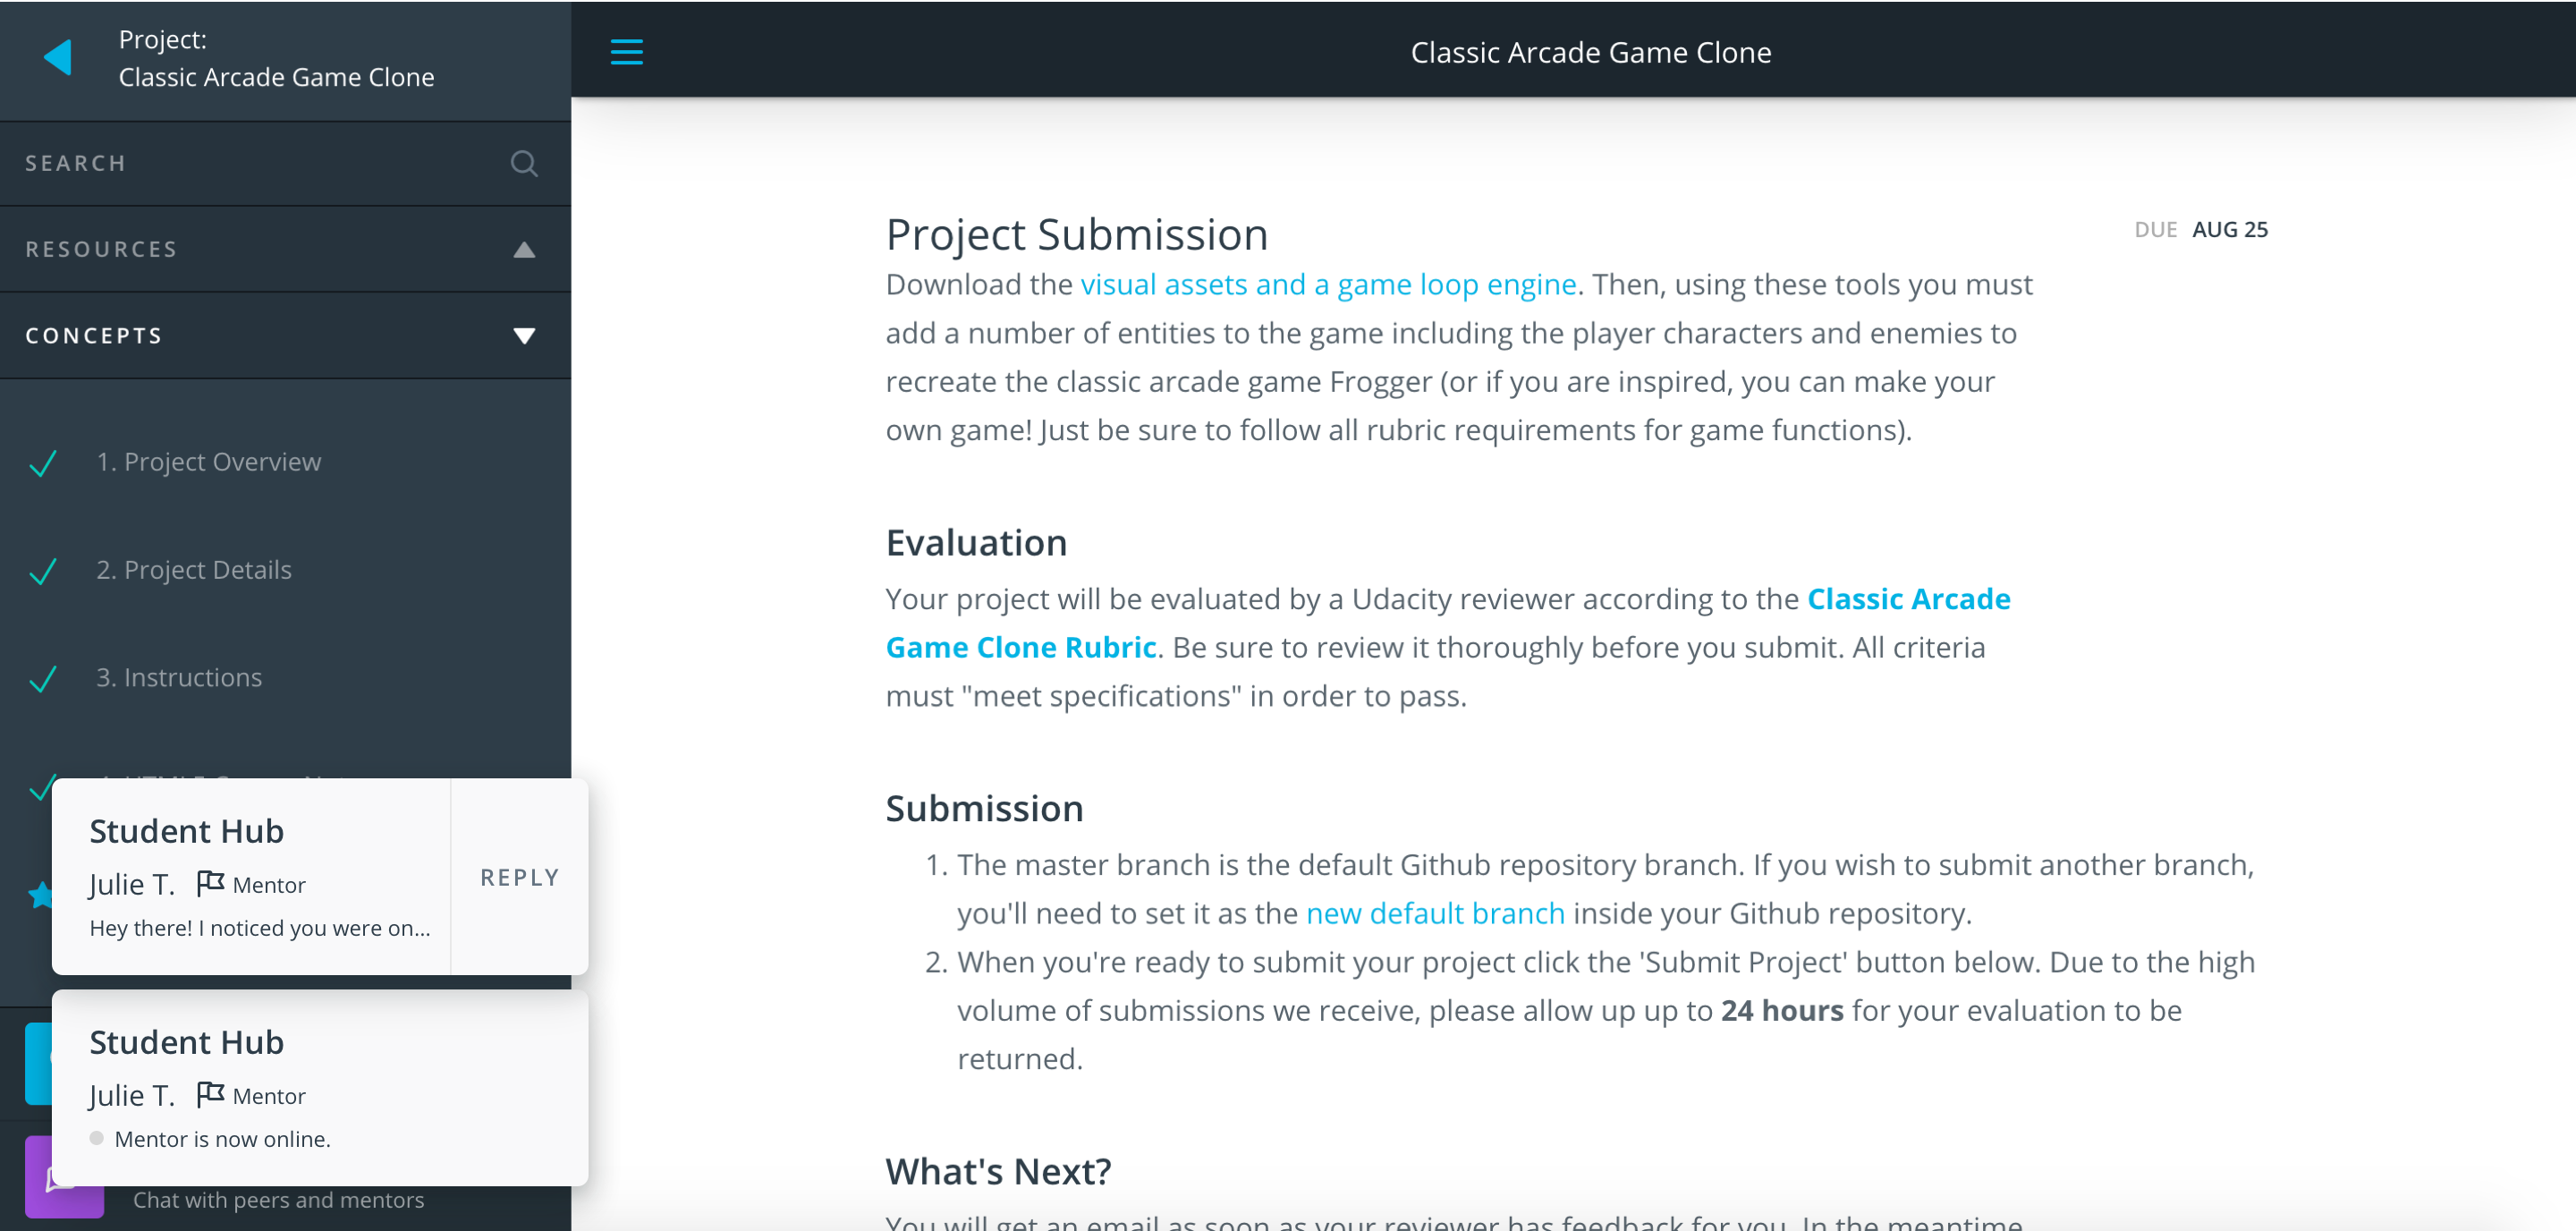 Project:
Classic Arcade Game Clone
SEARCH
RESOURCES
CONCEPTS
1. Project Overview
2. Project Details
3. Instructions
Student Hub
Julie T. Mentor
Hey there! I noticed you were on...
REPLY
Student Hub
Julie T. Mentor
Mentor is now online.
Chat with peers and mentors
Classic Arcade Game Clone
Project Submission
DUE AUG 25
Download the visual assets and a game loop engine. Then, using these tools you must
add a number of entities to the game including the player characters and enemies to
recreate the classic arcade game Frogger (or if you are inspired, you can make your
own game! Just be sure to follow all rubric requirements for game functions).
Evaluation
Your project will be evaluated by a Udacity reviewer according to the Classic Arcade
Game Clone Rubric. Be sure to review it thoroughly before you submit. All criteria
must "meet specifications" in order to pass.
Submission
1. The master branch is the default Github repository branch. If you wish to submit another branch,
you'll need to set it as the new default branch inside your Github repository.
2. When you're ready to submit your project click the 'Submit Project' button below. Due to the high
volume of submissions we receive, please allow up up to 24 hours for your evaluation to be
returned.
What's Next?
You will get an email as soon as your reviewer has feedback for you. In the meantime,